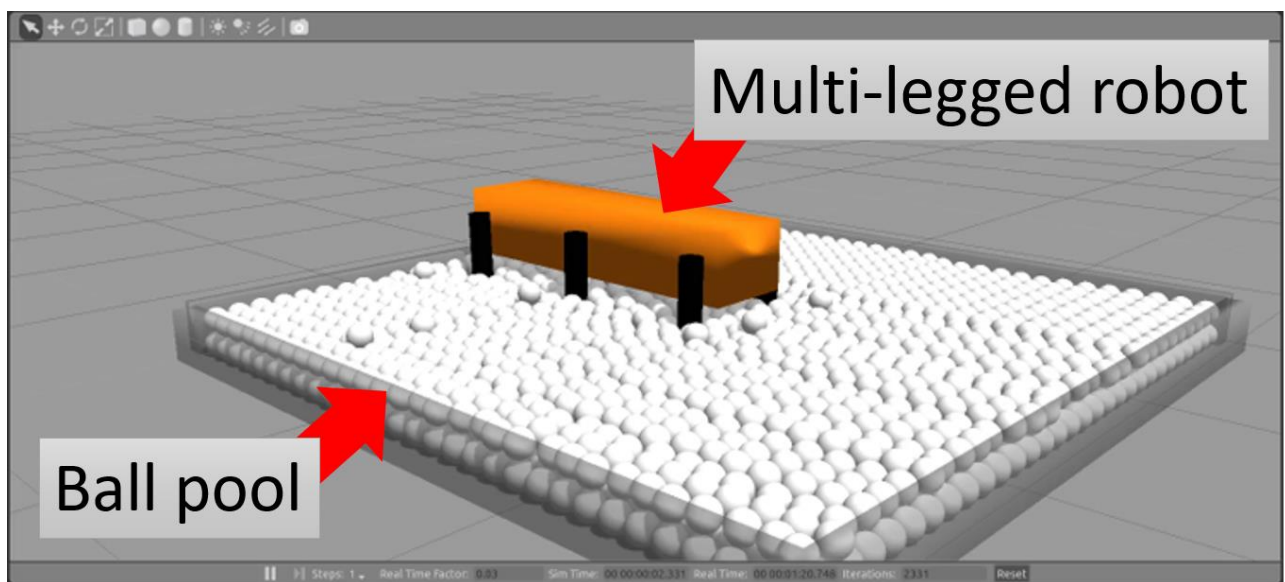 Multi-legged robot
Ball pool
Steps: 1 Real Time Factor: 0.03 Sim Time: 00 00:00:02.331 Real Time: 00 00:01:20.746 Iterations: 2331 Reset